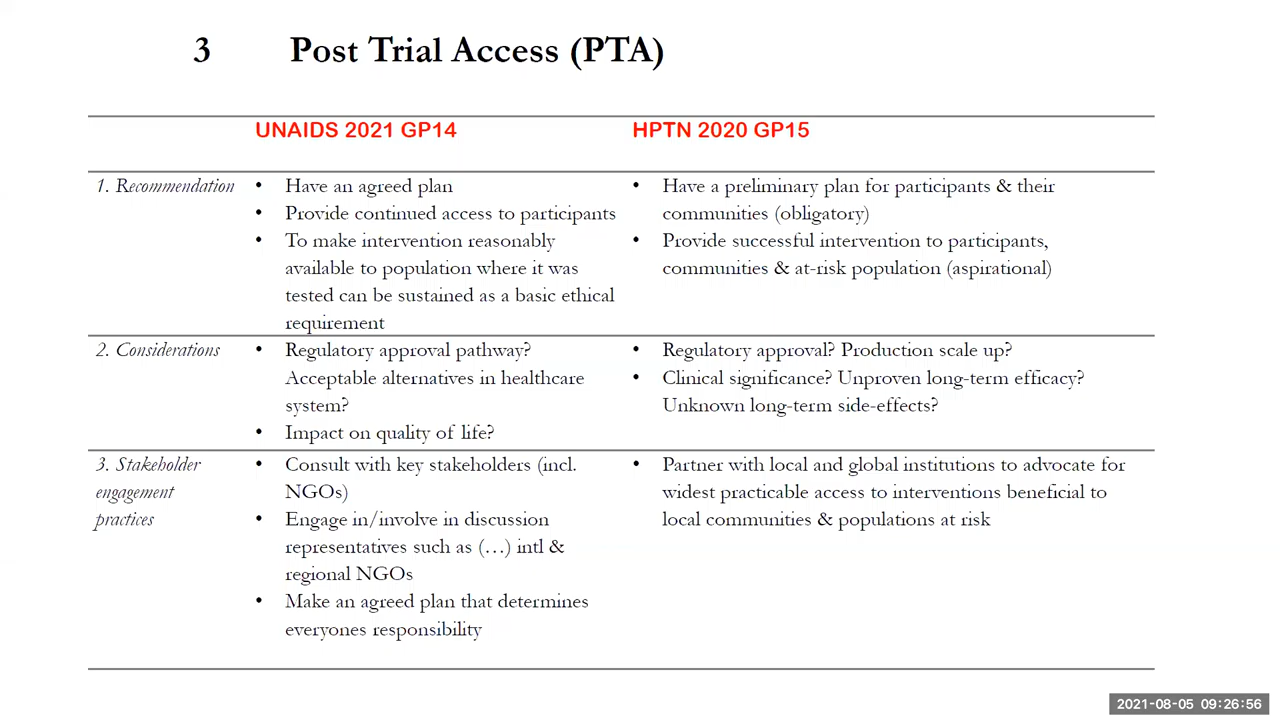 3 Post Trial Access (PTA)
UNAIDS 2021 GP14
HPTN 2020 GP15
1. Recommendation
• Have an agreed plan
• Provide continued access to participants
• To make intervention reasonably
available to population where it was
tested can be sustained as a basic ethical
requirement
• Have a preliminary plan for participants & their
communities (obligatory)
• Provide successful intervention to participants,
communities & at-risk population (aspirational)
2. Considerations
• Regulatory approval pathway?
Acceptable alternatives in healthcare
system?
• Impact on quality of life?
• Regulatory approval? Production scale up?
• Clinical significance? Unproven long-term efficacy?
Unknown long-term side-effects?
3. Stakeholder
engagement
practices
• Consult with key stakeholders (incl.
NGOs)
• Engage in/involve in discussion
representatives such as (…) intl &
regional NGOs
• Make an agreed plan that determines
everyones responsibility
• Partner with local and global institutions to advocate for
widest practicable access to interventions beneficial to
local communities & populations at risk
2021-08-05 09:26:56